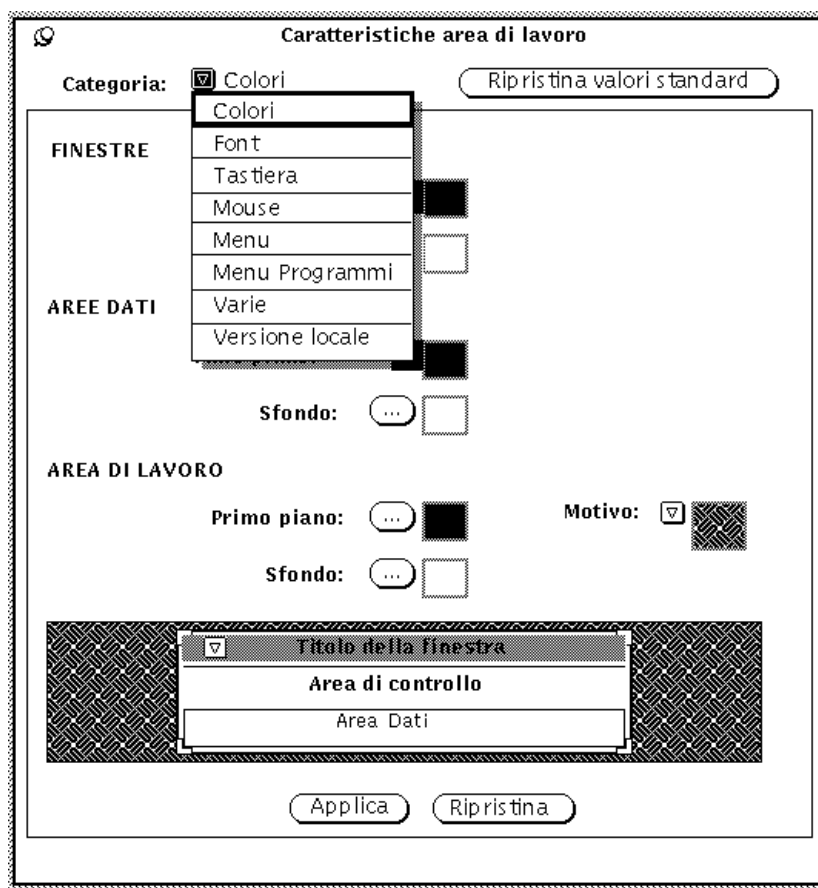 Caratteristiche area di lavoro
Categoria: Colori Ripristina valori standard
Colori
Font
Tastiera
Mouse
Menu
Menu Programmi
Varie
Versione locale
FINESTRE
AREE DATI
Sfondo: ...
AREA DI LAVORO
Primo piano: ... Motivo:
Sfondo: ...
Titolo della finestra
Area di controllo
Area Dati
Applica Ripristina